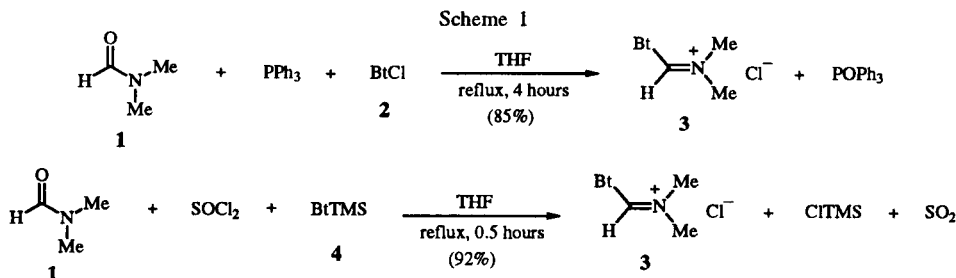 Scheme 1
O
H N Me + PPh3 + BtCl THF Bt + N Me Cl− + POPh3
Me reflux, 4 hours H Me
1 2 (85%) 3
O
H N Me + SOCl2 + BtTMS THF Bt + N Me Cl− + ClTMS + SO2
Me reflux, 0.5 hours H Me
1 4 (92%) 3